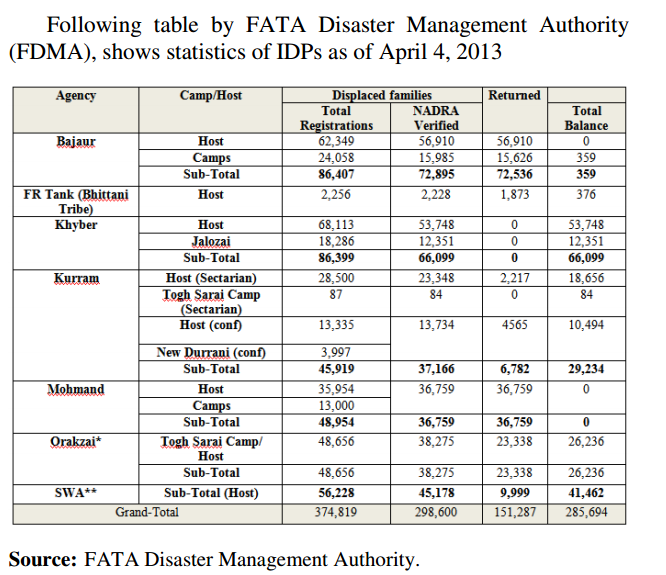 Following table by FATA Disaster Management Authority
(FDMA), shows statistics of IDPs as of April 4, 2013
Agency Camp/Host Displaced families Returned
Total Registrations NADRA Verified Total Balance
Bajaur Host 62,349 56,910 56,910 0
Camps 24,058 15,985 15,626 359
Sub-Total 86,407 72,895 72,536 359
FR Tank (Bhittani Tribe) Host 2,256 2,228 1,873 376
Khyber Host 68,113 53,748 0 53,748
Jalozai 18,286 12,351 0 12,351
Sub-Total 86,399 66,099 0 66,099
Kurram Host (Sectarian) 28,500 23,348 2,217 18,656
Togh Sarai Camp (Sectarian) 87 84 0 84
Host (conf) 13,335 13,734 4565 10,494
New Durrani (conf) 3,997
Sub-Total 45,919 37,166 6,782 29,234
Mohmand Host 35,954 36,759 36,759 0
Camps 13,000
Sub-Total 48,954 36,759 36,759 0
Orakzai* Togh Sarai Camp/ Host 48,656 38,275 23,338 26,236
Sub-Total 48,656 38,275 23,338 26,236
SWA** Sub-Total (Host) 56,228 45,178 9,999 41,462
Grand-Total 374,819 298,600 151,287 285,694
Source: FATA Disaster Management Authority.